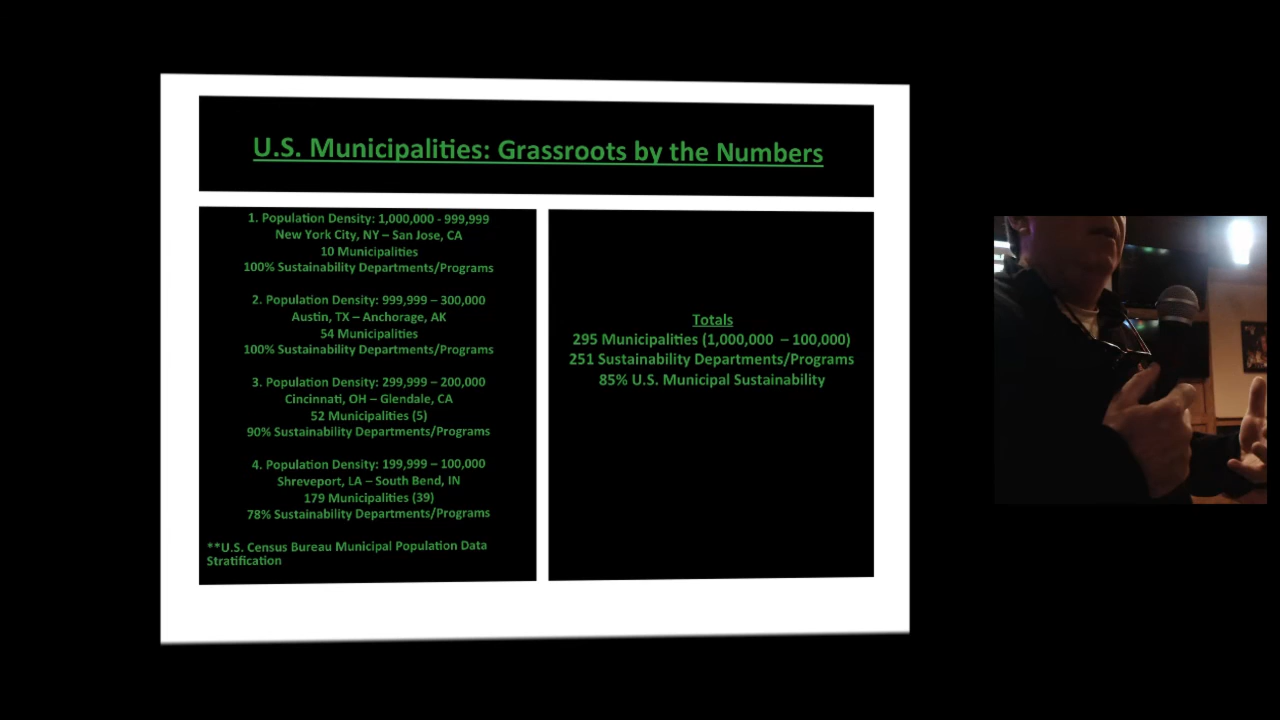 U.S. Municipalities: Grassroots by the Numbers
1. Population Density: 1,000,000 - 999,999
New York City, NY – San Jose, CA
10 Municipalities
100% Sustainability Departments/Programs
2. Population Density: 999,999 – 300,000
Austin, TX – Anchorage, AK
54 Municipalities
100% Sustainability Departments/Programs
3. Population Density: 299,999 – 200,000
Cincinnati, OH – Glendale, CA
52 Municipalities (5)
90% Sustainability Departments/Programs
4. Population Density: 199,999 – 100,000
Shreveport, LA – South Bend, IN
179 Municipalities (39)
78% Sustainability Departments/Programs
**U.S. Census Bureau Municipal Population Data
Stratification
Totals
295 Municipalities (1,000,000 – 100,000)
251 Sustainability Departments/Programs
85% U.S. Municipal Sustainability